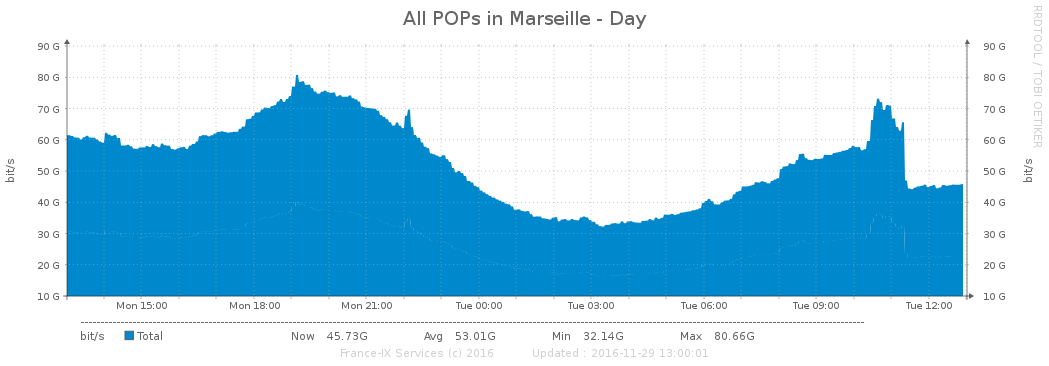 All POPs in Marseille - Day
RRDTOOL / TOBI OETIKER
bit/s
90 G 90 G
80 G 80 G
70 G 70 G
60 G 60 G
50 G 50 G
40 G 40 G
30 G 30 G
20 G 20 G
10 G 10 G
bit/s
Mon 15:00 Mon 18:00 Mon 21:00 Tue 00:00 Tue 03:00 Tue 06:00 Tue 09:00 Tue 12:00
bit/s Total Now 45.73G Avg 53.01G Min 32.14G Max 80.66G
France-IX Services (c) 2016 Updated : 2016-11-29 13:00:01